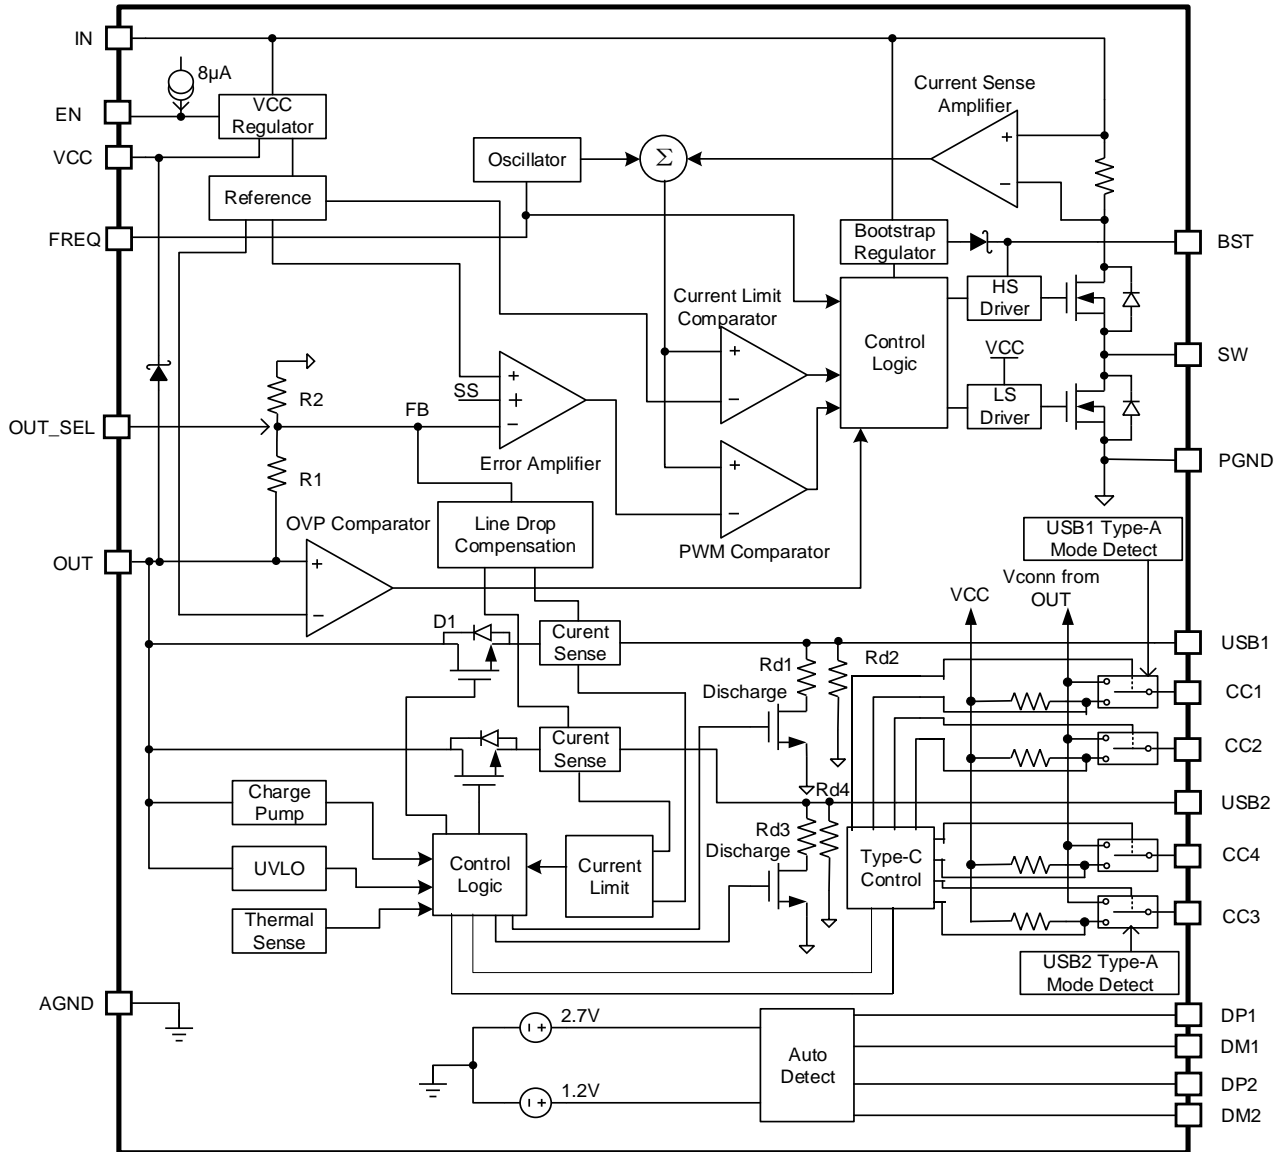 IN
8µA
Current Sense
Amplifier
EN
VCC
Regulator
VCC
Oscillator
Σ
+
−
Reference
FREQ
Bootstrap
Regulator
BST
HS
Driver
Current Limit
Comparator
Control
Logic
+
−
SW
VCC
LS
Driver
R2
SS
+
+
−
FB
OUT_SEL
Error Amplifier
R1
+
−
PGND
OVP Comparator
Line Drop
Compensation
PWM Comparator
USB1 Type-A
Mode Detect
OUT
+
−
VCC
Vconn from
OUT
D1
Curent
Sense
USB1
Rd1
Rd2
Discharge
CC1
Curent
Sense
CC2
Rd4
USB2
Charge
Pump
Rd3
Discharge
Control
Logic
Current
Limit
Type-C
Control
CC4
UVLO
CC3
Thermal
Sense
USB2 Type-A
Mode Detect
AGND
2.7V
DP1
DM1
Auto
Detect
DP2
1.2V
DM2